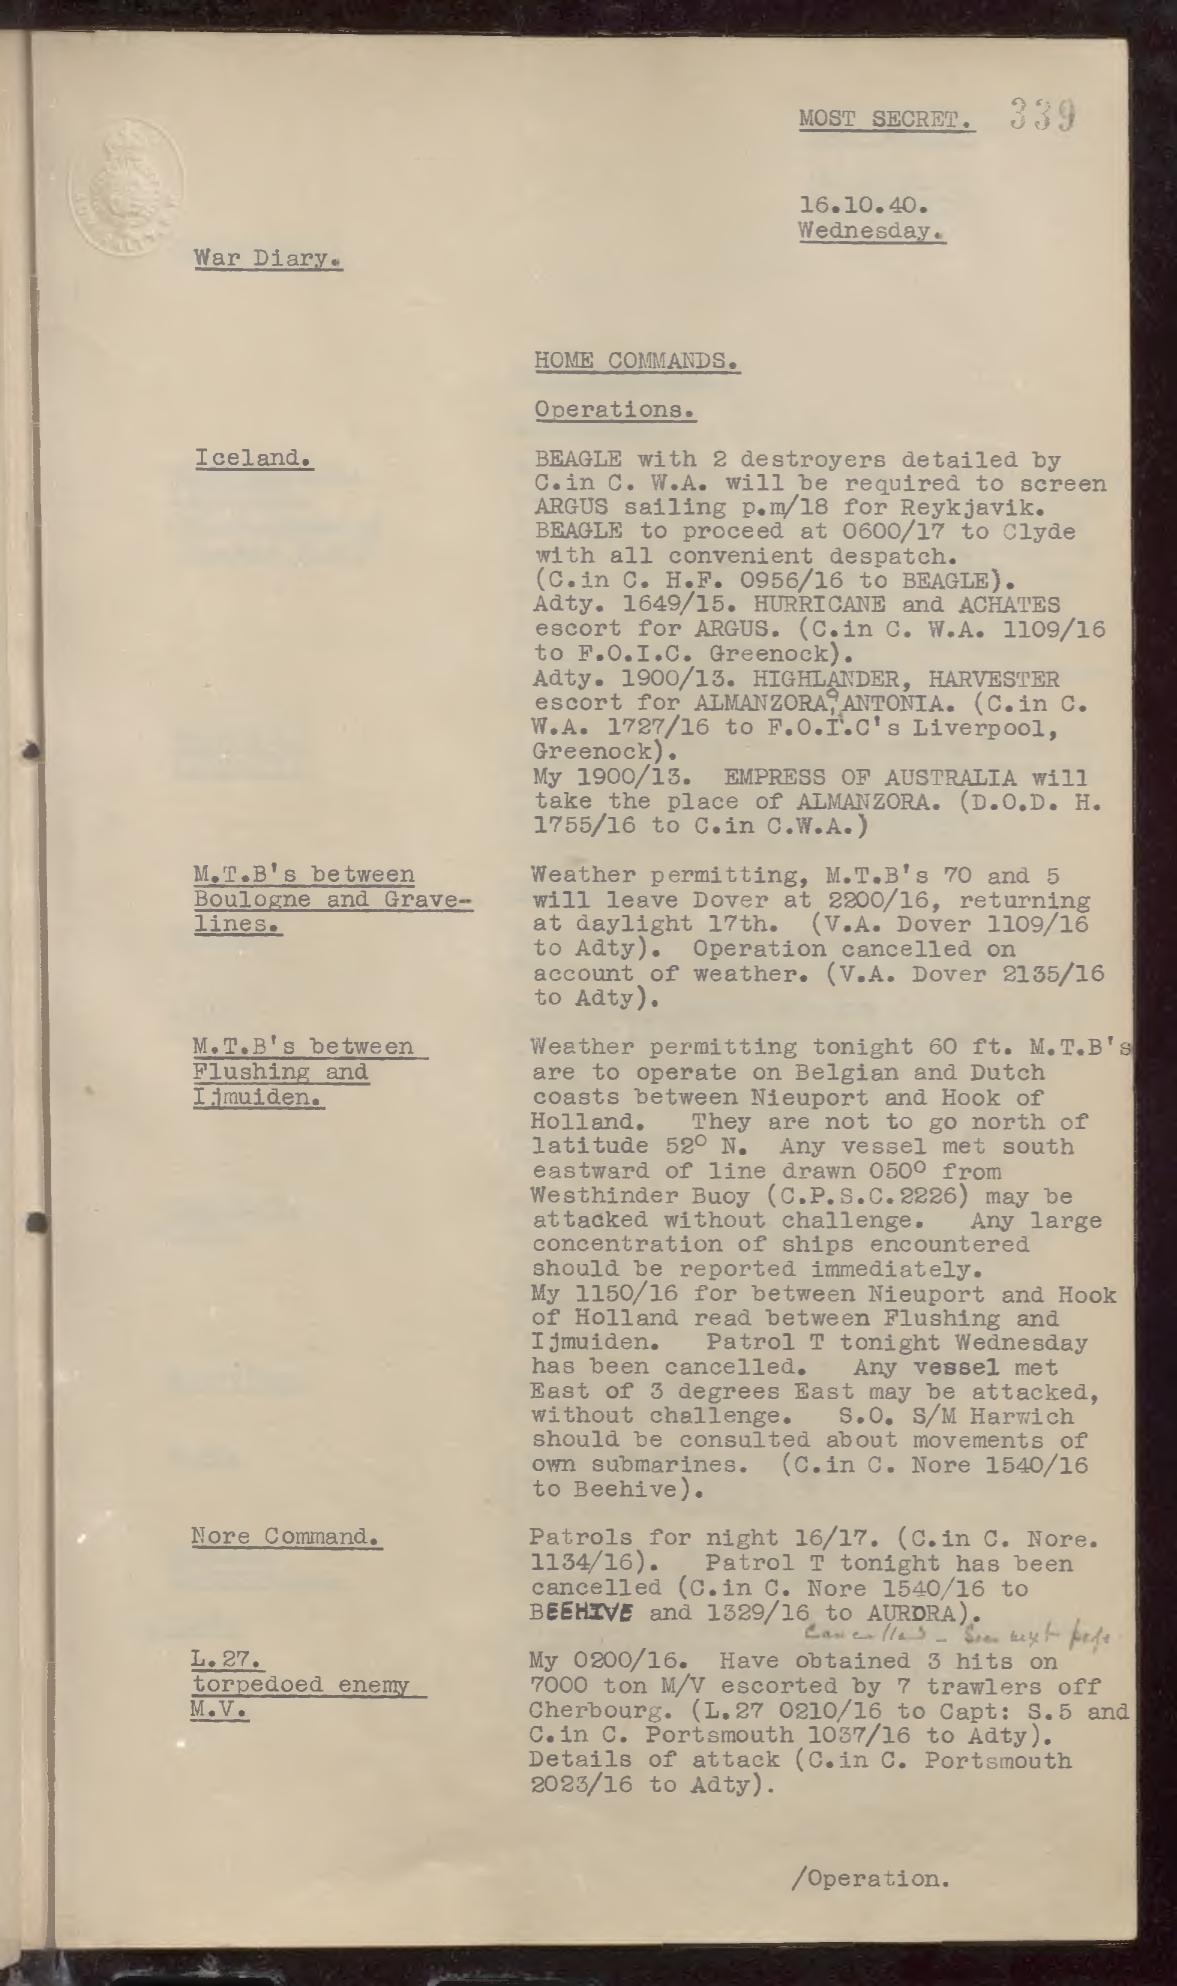 MOST SECRET. 339
16.10.40.
Wednesday.
War Diary.
HOME COMMANDS.
Operations.
Iceland.
BEAGLE with 2 destroyers detailed by
C.in C. W.A. will be required to screen
ARGUS sailing p.m/18 for Reykjavik.
BEAGLE to proceed at 0600/17 to Clyde
with all convenient despatch.
(C.in C. H.F. 0956/16 to BEAGLE).
Adty. 1649/15. HURRICANE and ACHATES
escort for ARGUS. (C.in C. W.A. 1109/16
to F.O.I.C. Greenock).
Adty. 1900/13. HIGHLANDER, HARVESTER
escort for ALMANZORA, ANTONIA. (C.in C.
W.A. 1727/16 to F.O.I.C's Liverpool,
Greenock).
My 1900/13. EMPRESS OF AUSTRALIA will
take the place of ALMANZORA. (D.O.D. H.
1755/16 to C.in C.W.A.)
M.T.B's between
Boulogne and Grave-
lines.
Weather permitting, M.T.B's 70 and 5
will leave Dover at 2200/16, returning
at daylight 17th. (V.A. Dover 1109/16
to Adty). Operation cancelled on
account of weather. (V.A. Dover 2135/16
to Adty).
M.T.B's between
Flushing and
Ijmuiden.
Weather permitting tonight 60 ft. M.T.B's
are to operate on Belgian and Dutch
coasts between Nieuport and Hook of
Holland. They are not to go north of
latitude 52º N. Any vessel met south
eastward of line drawn 050º from
Westhinder Buoy (C.P.S.C.2226) may be
attacked without challenge. Any large
concentration of ships encountered
should be reported immediately.
My 1150/16 for between Nieuport and Hook
of Holland read between Flushing and
Ijmuiden. Patrol T tonight Wednesday
has been cancelled. Any vessel met
East of 3 degrees East may be attacked,
without challenge. S.O. S/M Harwich
should be consulted about movements of
own submarines. (C.in C. Nore 1540/16
to Beehive).
Nore Command.
Patrols for night 16/17. (C.in C. Nore.
1134/16). Patrol T tonight has been
cancelled (C.in C. Nore 1540/16 to
BEEHIVE and 1329/16 to AURORA).
Cancelled - See next page
L.27.
torpedoed enemy
M.V.
My 0200/16. Have obtained 3 hits on
7000 ton M/V escorted by 7 trawlers off
Cherbourg. (L.27 0210/16 to Capt: S.5 and
C.in C. Portsmouth 1037/16 to Adty).
Details of attack (C.in C. Portsmouth
2023/16 to Adty).
/Operation.